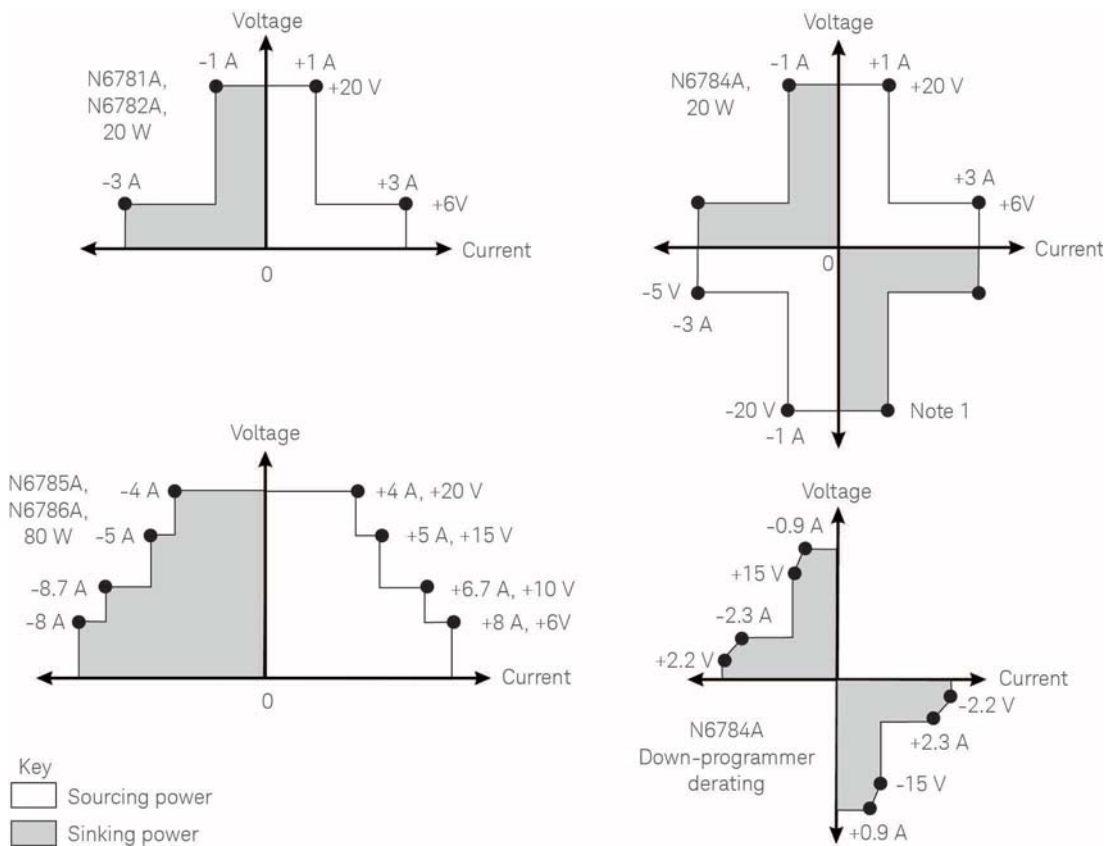 Voltage
-1 A
+1 A
N6781A,
N6782A,
20 W
+20 V
-3 A
+3 A
+6V
Current
0
Voltage
-1 A
+1 A
N6784A,
20 W
+20 V
+3 A
+6V
Current
0
-5 V
-3 A
-20 V
-1 A
Note 1
Voltage
N6785A,
N6786A,
80 W
-4 A
+4 A, +20 V
-5 A
+5 A, +15 V
-8.7 A
+6.7 A, +10 V
-8 A
+8 A, +6V
Current
0
Voltage
-0.9 A
+15 V
-2.3 A
+2.2 V
Current
-2.2 V
+2.3 A
N6784A
Down-programmer
derating
-15 V
+0.9 A
Key
Sourcing power
Sinking power